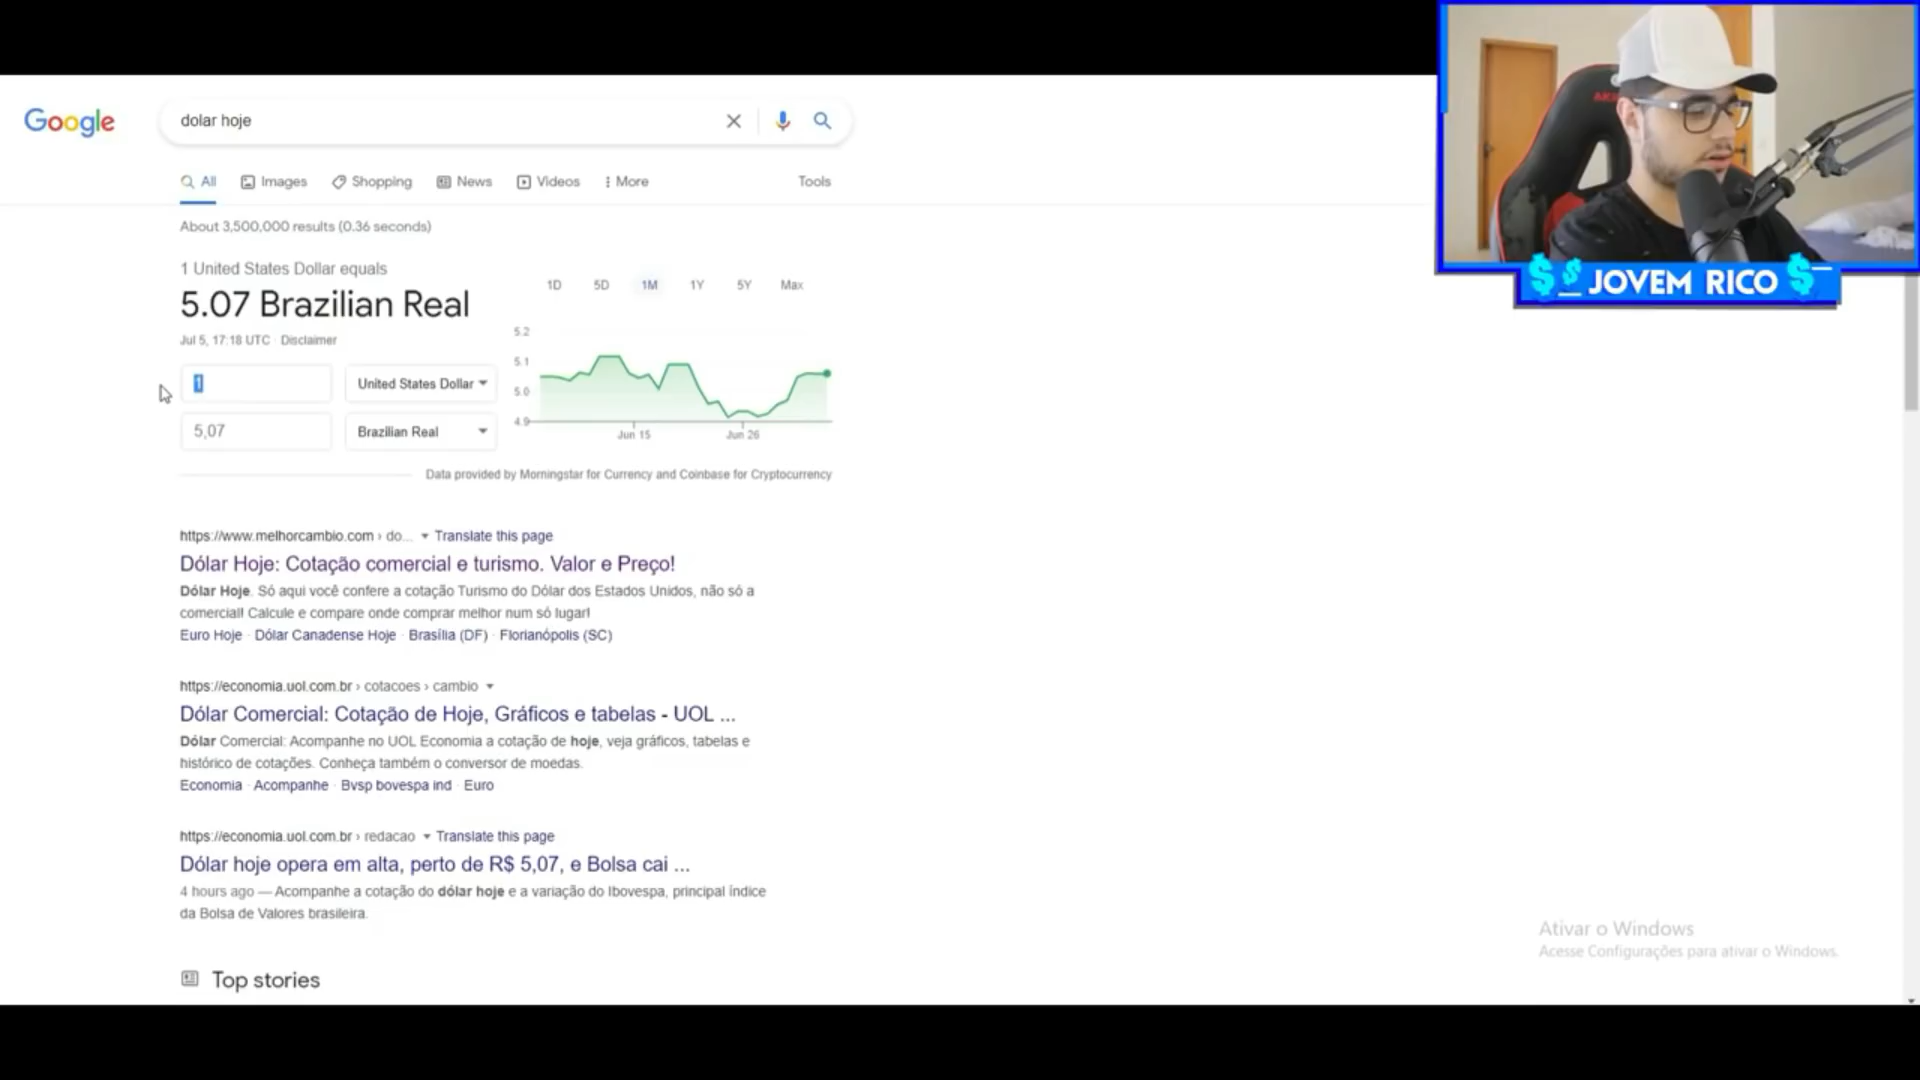 Google
dolar hoje
All Images Shopping News Videos More Tools
About 3,500,000 results (0.36 seconds)
1 United States Dollar equals
5.07 Brazilian Real
Jul 5, 17:18 UTC · Disclaimer
1 United States Dollar
5,07 Brazilian Real
1D 5D 1M 1Y 5Y Max
5.2
5.1
5.0
4.9
Jun 15 Jun 26
Data provided by Morningstar for Currency and Coinbase for Cryptocurrency
https://www.melhorcambio.com › do... Translate this page
Dólar Hoje: Cotação comercial e turismo. Valor e Preço!
Dólar Hoje. Só aqui você confere a cotação Turismo do Dólar dos Estados Unidos, não só a
comercial! Calcule e compare onde comprar melhor num só lugar!
Euro Hoje · Dólar Canadense Hoje · Brasília (DF) · Florianópolis (SC)
https://economia.uol.com.br › cotacoes › cambio
Dólar Comercial: Cotação de Hoje, Gráficos e tabelas - UOL ...
Dólar Comercial: Acompanhe no UOL Economia a cotação de hoje, veja gráficos, tabelas e
histórico de cotações. Conheça também o conversor de moedas.
Economia · Acompanhe · Bvsp bovespa ind · Euro
https://economia.uol.com.br › redacao Translate this page
Dólar hoje opera em alta, perto de R$ 5,07, e Bolsa cai ...
4 hours ago — Acompanhe a cotação do dólar hoje e a variação do Ibovespa, principal índice
da Bolsa de Valores brasileira.
Top stories
$ $ JOVEM RICO $
Ativar o Windows
Acesse Configurações para ativar o Windows.